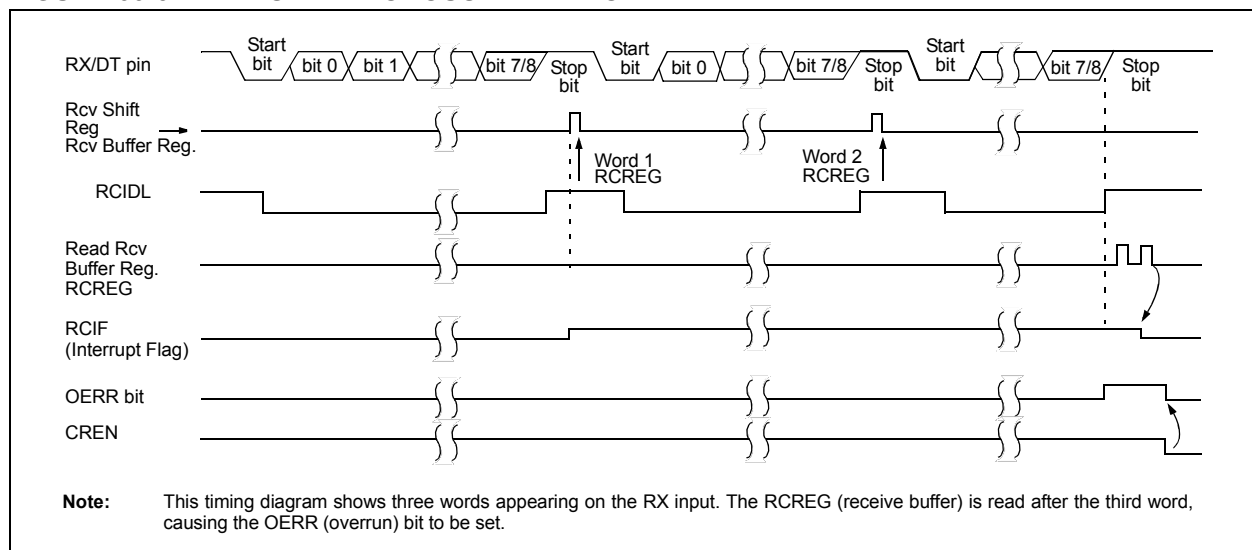 Start
bit
bit 0
bit 1
bit 7/8
Stop
bit
Start
bit
bit 0
bit 7/8
Stop
bit
Start
bit
bit 7/8
Stop
bit
RX/DT pin
Rcv Shift
Reg
Rcv Buffer Reg.
Word 1
RCREG
Word 2
RCREG
RCIDL
Read Rcv
Buffer Reg.
RCREG
RCIF
(Interrupt Flag)
OERR bit
CREN
Note: This timing diagram shows three words appearing on the RX input. The RCREG (receive buffer) is read after the third word,
causing the OERR (overrun) bit to be set.